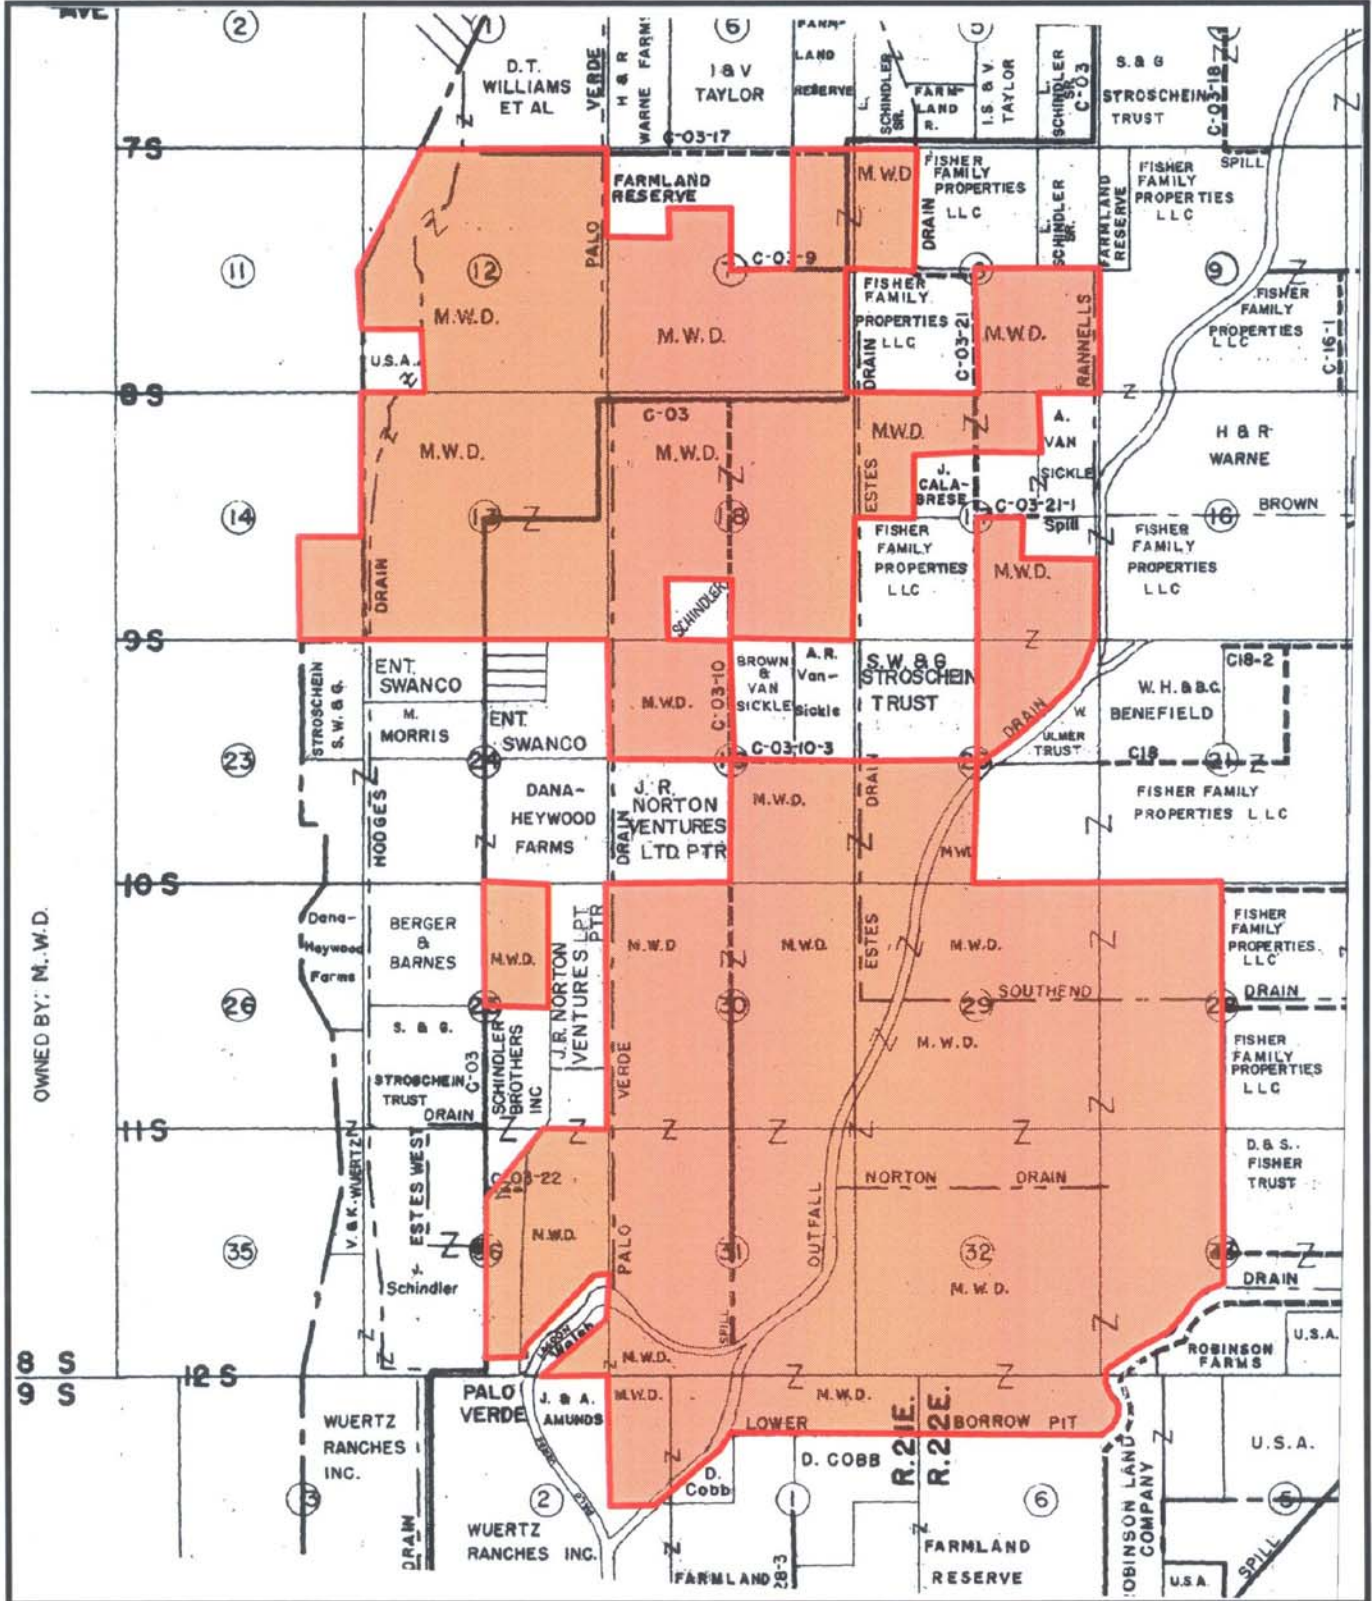 AVE
2
1
6
5
D.T.
WILLIAMS
ET AL
VERDE
H & R
WARNE FARMS
I & V
TAYLOR
FARM-
LAND
RESERVE
L.
SCHINDLER
SR.
FARM-
LAND
R.
I.S. & V.
TAYLOR
L.
SCHINDLER
SR.
C-03
S. & G
STROSCHEIN
TRUST
C-03-18
C-03-17
SPILL
7S
FARMLAND
RESERVE
M.W.D
FISHER
FAMILY
PROPERTIES
LLC
DRAIN
L.
SCHINDLER
SR.
FARMLAND
RESERVE
FISHER
FAMILY
PROPERTIES
LLC
PALO
11
12
7
C-03-9
9
M.W.D.
M.W.D.
FISHER
FAMILY
PROPERTIES
LLC
DRAIN
C-03-21
M.W.D.
RANNELLS
FISHER
FAMILY
PROPERTIES
LLC
C-16-1
U.S.A.
8S
C-03
M.W.D.
M.W.D.
M.W.D.
A.
VAN
SICKLE
H & R
WARNE
ESTES
J.
CALA-
BRESE
14
13
18
17
C-03-21-1
Spill
16
BROWN
FISHER
FAMILY
PROPERTIES
LLC
M.W.D.
FISHER
FAMILY
PROPERTIES
LLC
DRAIN
SCHINDLER
9S
STROSCHEIN
S.W. & G.
ENT.
SWANCO
M.
MORRIS
ENT.
SWANCO
M.W.D.
C-03-10
BROWN
&
VAN
SICKLE
A.R.
Van-
Sickle
S.W. & G
STROSCHEIN
TRUST
DRAIN
W.
ULMER
TRUST
W.H. & B.C.
BENEFIELD
C18-2
C18
23
24
C-03-10-3
21
HODGES
DANA-
HEYWOOD
FARMS
DRAIN
J. R.
NORTON
VENTURES
LTD. PTR
M.W.D.
DRAIN
M.W.D.
FISHER FAMILY
PROPERTIES LLC
10S
OWNED BY: M.W.D.
Dana-
Heywood
Farms
BERGER
&
BARNES
M.W.D.
J.R. NORTON
VENTURES LPT
PTR
M.W.D
M.W.D.
ESTES
M.W.D.
FISHER
FAMILY
PROPERTIES.
LLC
SOUTHEND
DRAIN
26
25
30
29
28
S. & G.
STROSCHEIN
TRUST
C-03
DRAIN
SCHINDLER
BROTHERS
INC
VERDE
M.W.D.
FISHER
FAMILY
PROPERTIES
LLC
11S
V. & K. WUERTZ
ESTES WEST
C-03-22
NORTON DRAIN
D. & S.
FISHER
TRUST
35
J.
Schindler
M.W.D.
PALO
31
OUTFALL
32
M.W.D.
DRAIN
SPILL
Welsh
M.W.D.
ROBINSON
FARMS
U.S.A.
8 S
9 S
12S
PALO
VERDE
J. & A.
AMUNDS
M.W.D.
M.W.D.
LOWER BORROW PIT
R.21E.
R.22E.
WUERTZ
RANCHES
INC.
DRAIN
2
WUERTZ
RANCHES INC.
D.
Cobb
D. COBB
6
FARMLAND
FARMLAND
RESERVE
ROBINSON LAND
COMPANY
U.S.A.
U.S.A
SPILL